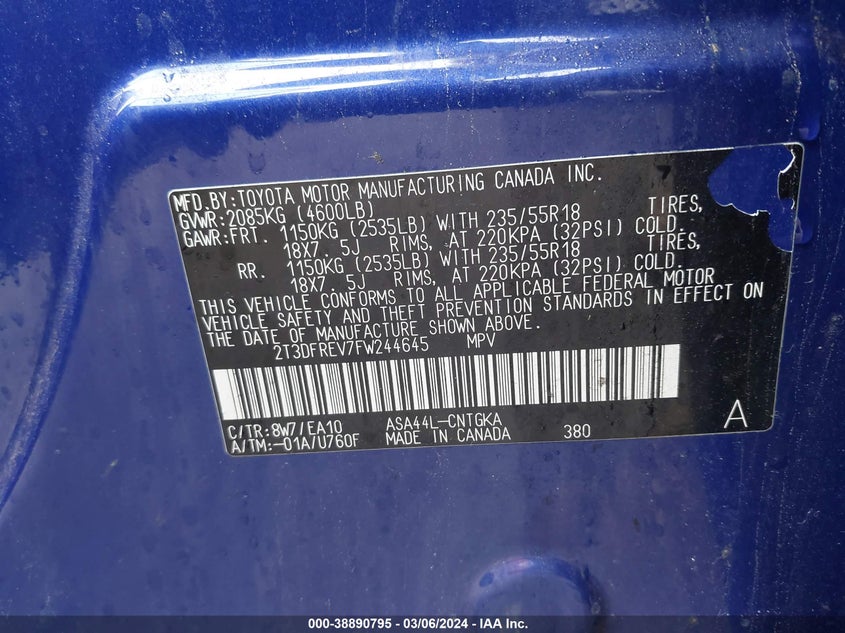 MFD.BY:TOYOTA MOTOR MANUFACTURING CANADA INC.
GVWR:2085KG (4600LB)
GAWR:FRT. 1150KG (2535LB) WITH 235/55R18 TIRES,
18X7. 5J RIMS, AT 220KPA (32PSI) COLD.
RR. 1150KG (2535LB) WITH 235/55R18 TIRES,
18X7. 5J RIMS, AT 220KPA (32PSI) COLD.
THIS VEHICLE CONFORMS TO ALL APPLICABLE FEDERAL MOTOR
VEHICLE SAFETY AND THEFT PREVENTION STANDARDS IN EFFECT ON
THE DATE OF MANUFACTURE SHOWN ABOVE.
2T3DFREV7FW244645 MPV
C/TR:8W7/EA10 ASA44L-CNTGKA
A/TM:-01A/U760F MADE IN CANADA 380 A
000-38890795 - 03/06/2024 - IAA Inc.